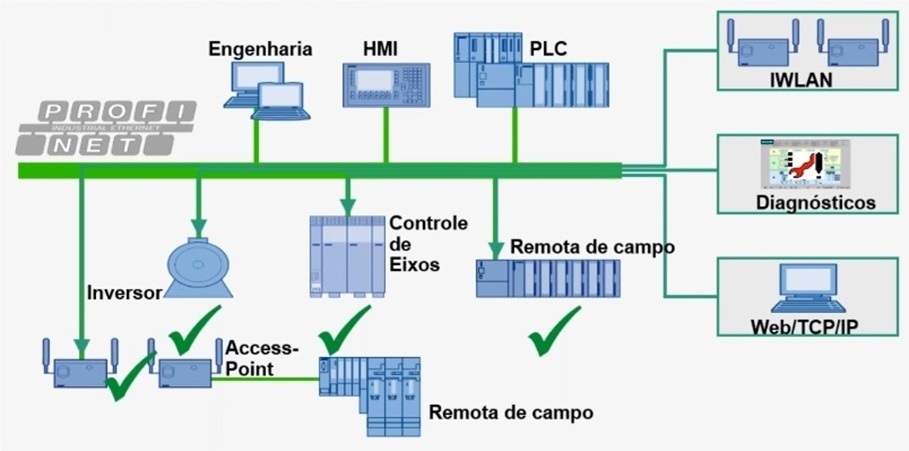 Engenharia
HMI
PLC
IWLAN
PROFI
INDUSTRIAL ETHERNET
NET
Diagnósticos
Controle
de
Eixos
Remota de campo
Inversor
Web/TCP/IP
Access-
Point
Remota de campo